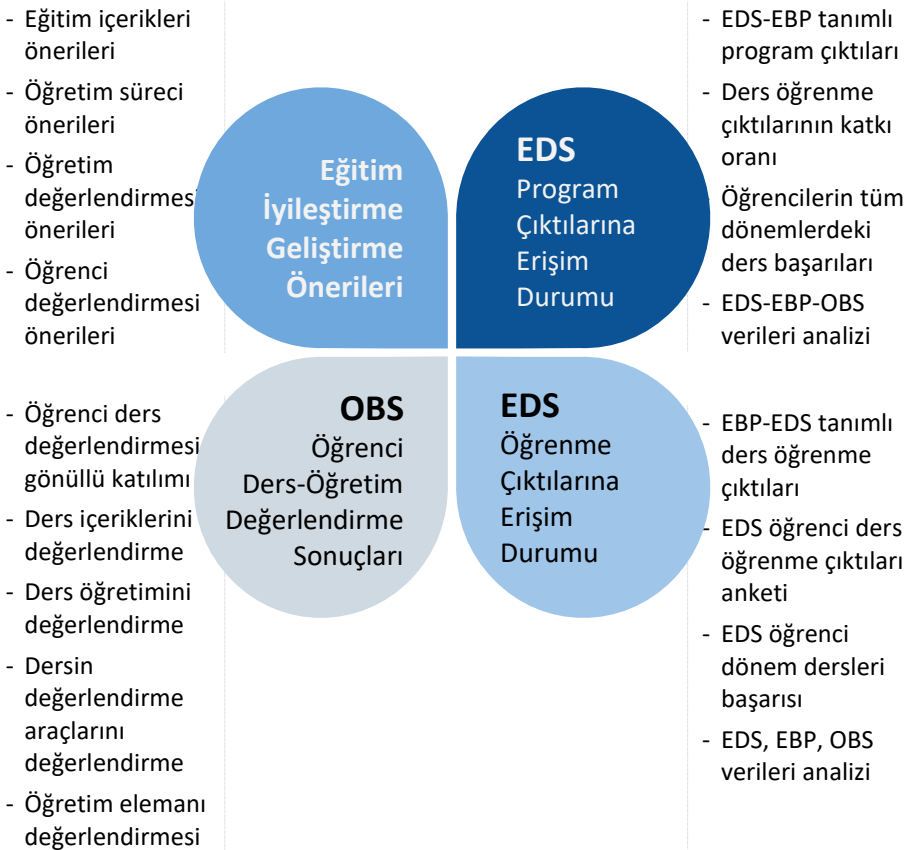 - Eğitim içerikleri
önerileri
- Öğretim süreci
önerileri
- Öğretim
değerlendirmesi
önerileri
- Öğrenci
değerlendirmesi
önerileri
Eğitim
İyileştirme
Geliştirme
Önerileri
EDS
Program
Çıktılarına
Erişim
Durumu
- EDS-EBP tanımlı
program çıktıları
- Ders öğrenme
çıktılarının katkı
oranı
Öğrencilerin tüm
dönemlerdeki
ders başarıları
- EDS-EBP-OBS
verileri analizi
- Öğrenci ders
değerlendirmesi
gönüllü katılımı
- Ders içeriklerini
değerlendirme
- Ders öğretimini
değerlendirme
- Dersin
değerlendirme
araçlarını
değerlendirme
- Öğretim elemanı
değerlendirmesi
OBS
Öğrenci
Ders-Öğretim
Değerlendirme
Sonuçları
EDS
Öğrenme
Çıktılarına
Erişim
Durumu
- EBP-EDS tanımlı
ders öğrenme
çıktıları
- EDS öğrenci ders
öğrenme çıktıları
anketi
- EDS öğrenci
dönem dersleri
başarısı
- EDS, EBP, OBS
verileri analizi